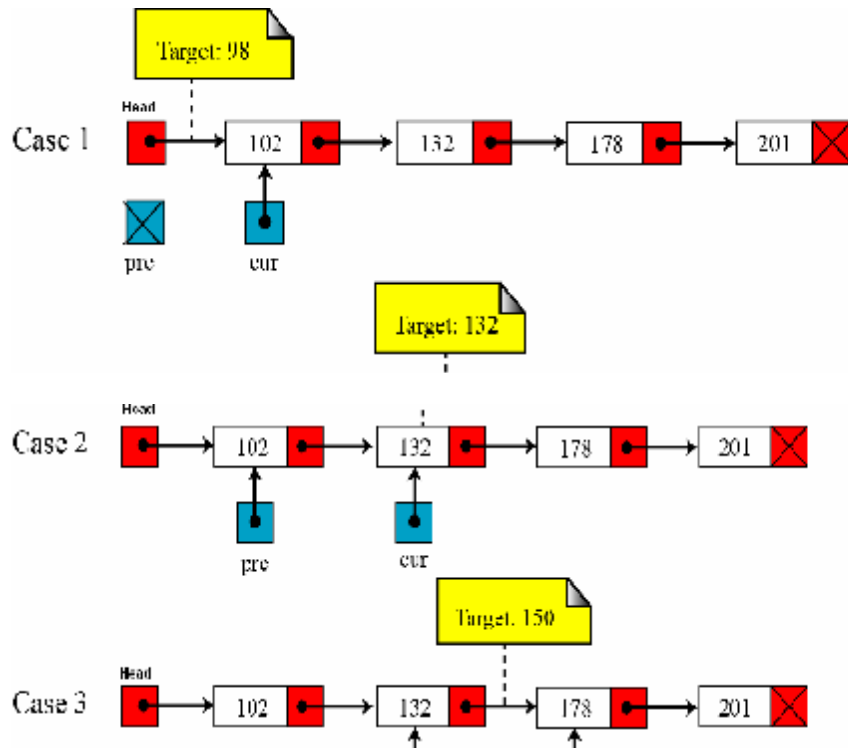 Target: 98
Head
Case 1
102
132
178
201
pre
cur
Target: 132
Head
Case 2
102
132
178
201
pre
cur
Target: 150
Head
Case 3
102
132
178
201